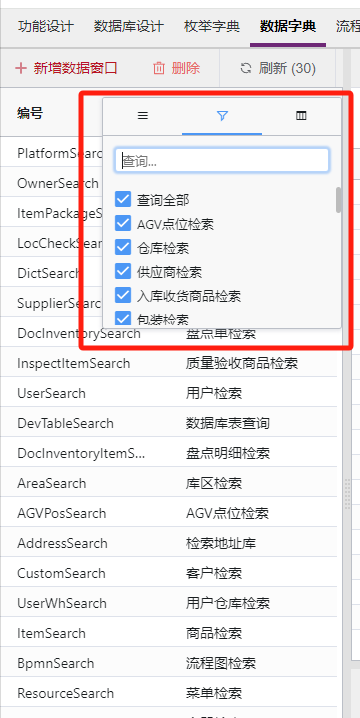 功能设计 数据库设计 枚举字典 数据字典 流程
新增数据窗口 删除 刷新 (30)
编号
查询...
查询全部
AGV点位检索
仓库检索
供应商检索
入库收货商品检索
包装检索
PlatformSearc
OwnerSearch
ItemPackageS
LocCheckSear
DictSearch
SupplierSearc
DocInventorySearch 盘点单检索
InspectItemSearch 质量验收商品检索
UserSearch 用户检索
DevTableSearch 数据库表查询
DocInventoryItemS... 盘点明细检索
AreaSearch 库区检索
AGVPosSearch AGV点位检索
AddressSearch 检索地址库
CustomSearch 客户检索
UserWhSearch 用户仓库检索
ItemSearch 商品检索
BpmnSearch 流程图检索
ResourceSearch 菜单检索